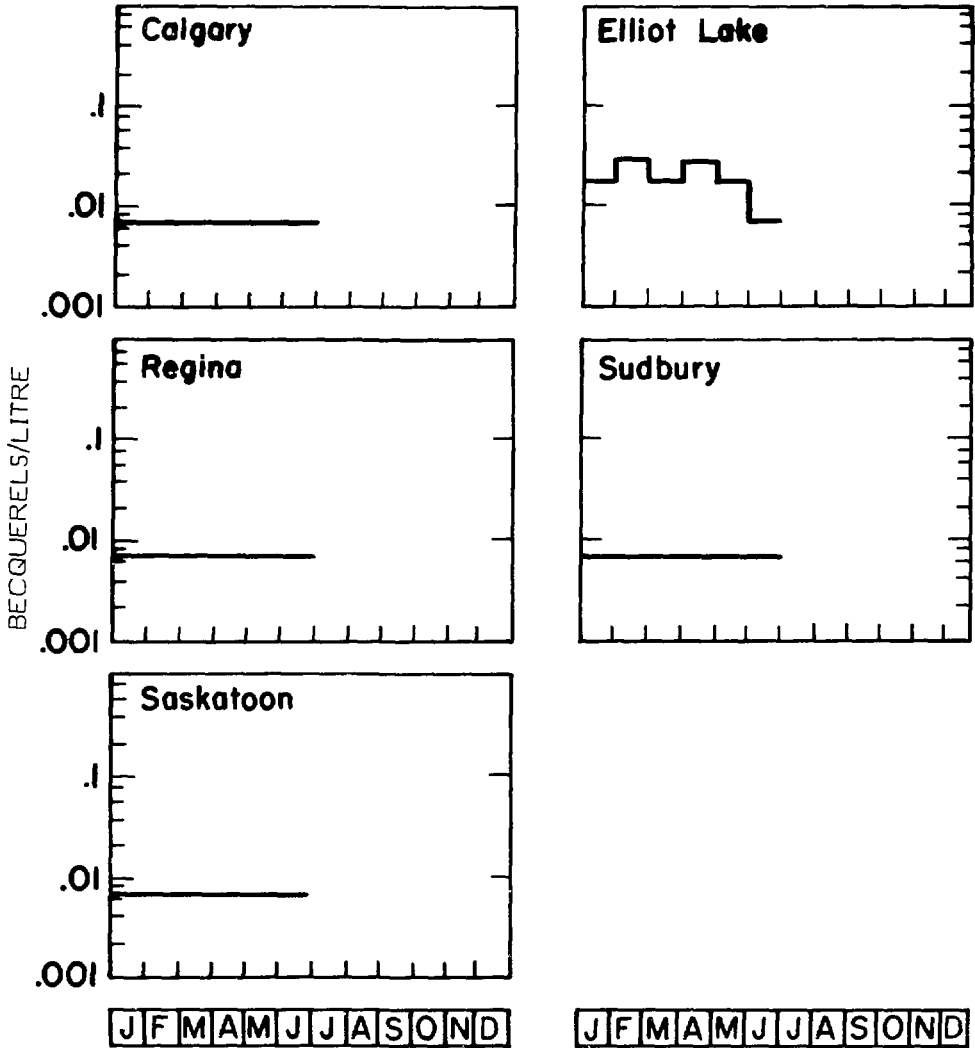 Calgary
.1
.01
.001
Elliot Lake
BECQUERELS/LITRE
Regina
.1
.01
.001
Sudbury
Saskatoon
.1
.01
.001
J F M A M J J A S O N D
J F M A M J J A S O N D